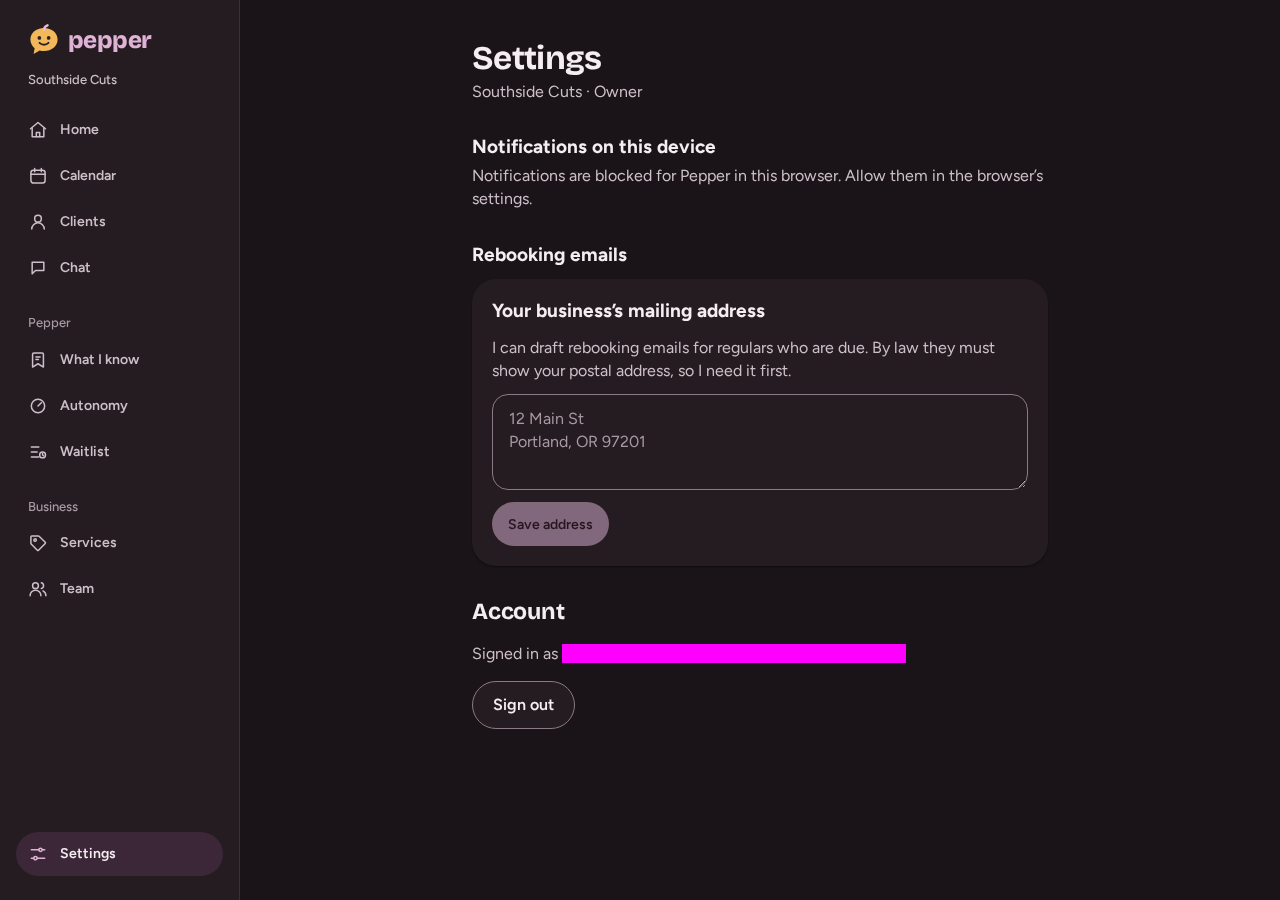 pepper
Southside Cuts
Home
Calendar
Clients
Chat
Pepper
What I know
Autonomy
Waitlist
Business
Services
Team
Settings
Settings
Southside Cuts · Owner
Notifications on this device
Notifications are blocked for Pepper in this browser. Allow them in the browser’s
settings.
Rebooking emails
Your business’s mailing address
I can draft rebooking emails for regulars who are due. By law they must
show your postal address, so I need it first.
12 Main St
Portland, OR 97201
Save address
Account
Signed in as
Sign out